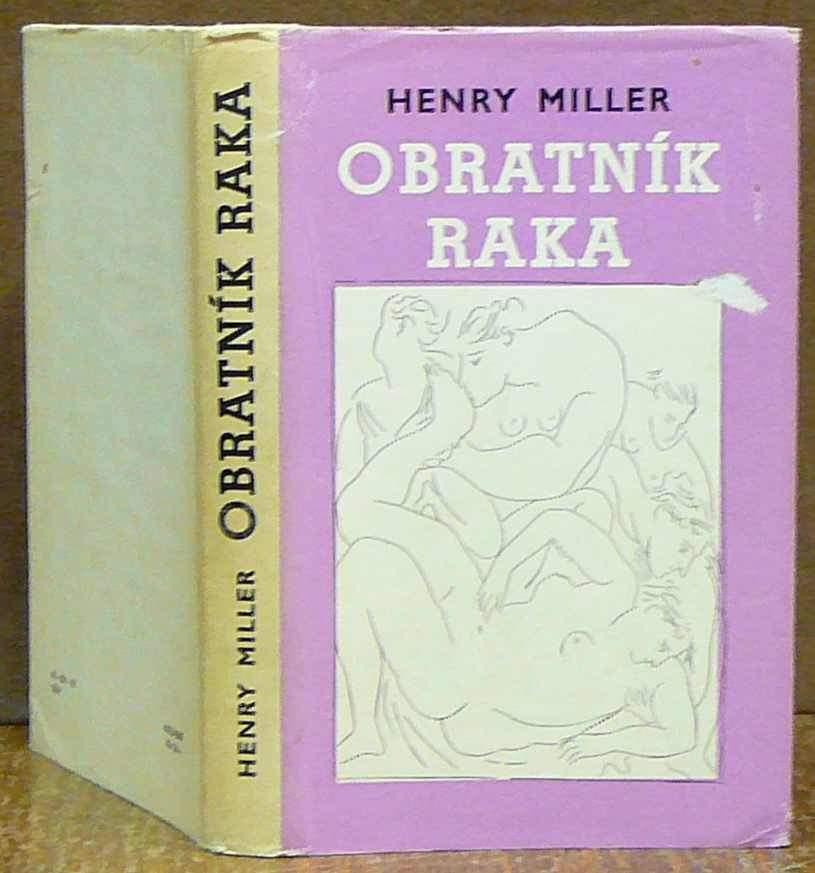 HENRY MILLER
OBRATNÍK
RAKA
HENRY MILLER OBRATNÍK RAKA